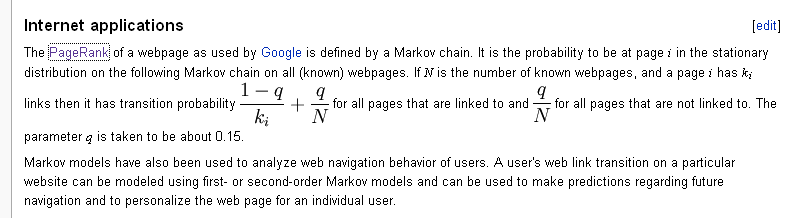 Internet applications [edit]
The PageRank of a webpage as used by Google is defined by a Markov chain. It is the probability to be at page i in the stationary
distribution on the following Markov chain on all (known) webpages. If N is the number of known webpages, and a page i has kᵢ
links then it has transition probability (1 − q)/kᵢ + q/N for all pages that are linked to and q/N for all pages that are not linked to. The
parameter q is taken to be about 0.15.
Markov models have also been used to analyze web navigation behavior of users. A user's web link transition on a particular
website can be modeled using first- or second-order Markov models and can be used to make predictions regarding future
navigation and to personalize the web page for an individual user.